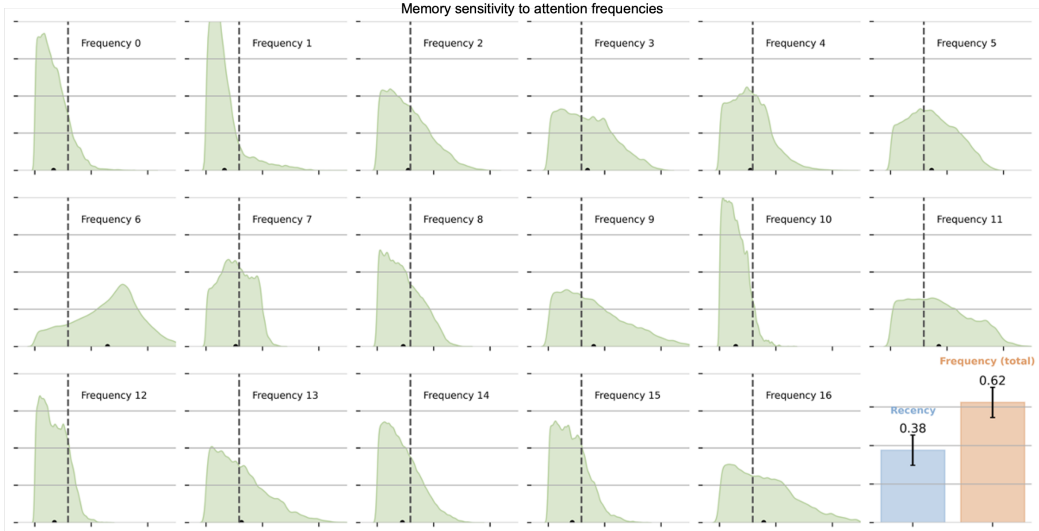 Memory sensitivity to attention frequencies
Frequency 0
Frequency 1
Frequency 2
Frequency 3
Frequency 4
Frequency 5
Frequency 6
Frequency 7
Frequency 8
Frequency 9
Frequency 10
Frequency 11
Frequency 12
Frequency 13
Frequency 14
Frequency 15
Frequency 16
Frequency (total)
0.62
Recency
0.38